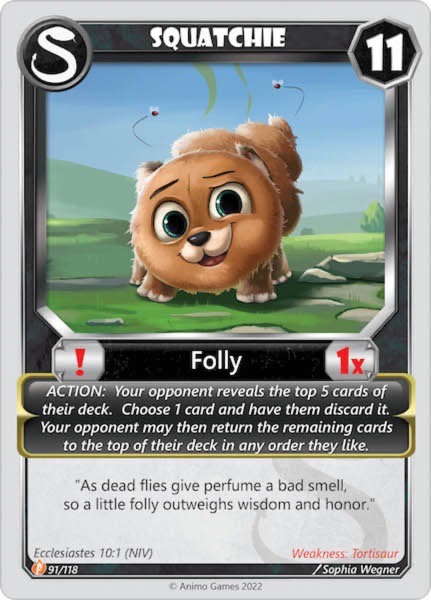 S
SQUATCHIE
11
!
Folly
1x
ACTION: Your opponent reveals the top 5 cards of
their deck. Choose 1 card and have them discard it.
Your opponent may then return the remaining cards
to the top of their deck in any order they like.
"As dead flies give perfume a bad smell,
so a little folly outweighs wisdom and honor."
Ecclesiastes 10:1 (NIV)
Weakness: Tortisaur
91/118
Sophia Wegner
© Animo Games 2022